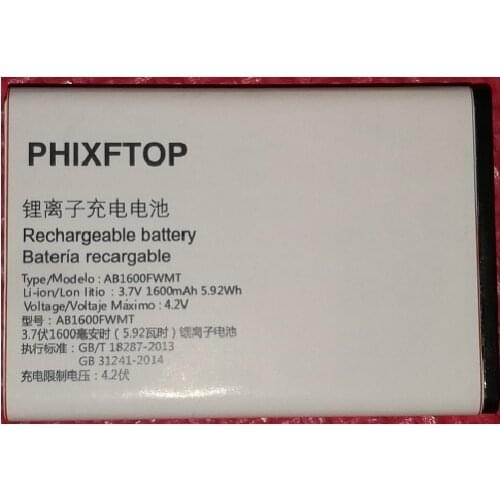 PHIXFTOP
锂离子充电电池
Rechargeable battery
Batería recargable
Type/Modelo : AB1600FWMT
Li-ion/Lon litio : 3.7V 1600mAh 5.92Wh
Voltage/Voltaje Máximo : 4.2V
型号: AB1600FWMT
3.7伏1600毫安时 (5.92瓦时) 锂离子电池
执行标准: GB/T 18287-2013
GB 31241-2014
充电限制电压: 4.2伏